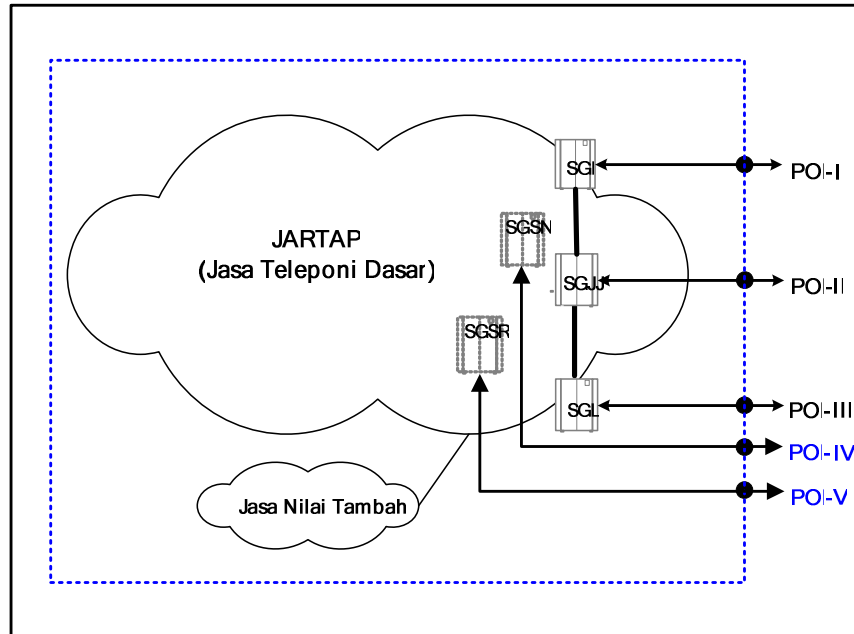 SGI
POI-I
SGSN
JARTAP
(Jasa Teleponi Dasar)
SGJJ
POI-II
SGSR
SGL
POI-III
POI-IV
Jasa Nilai Tambah
POI-V